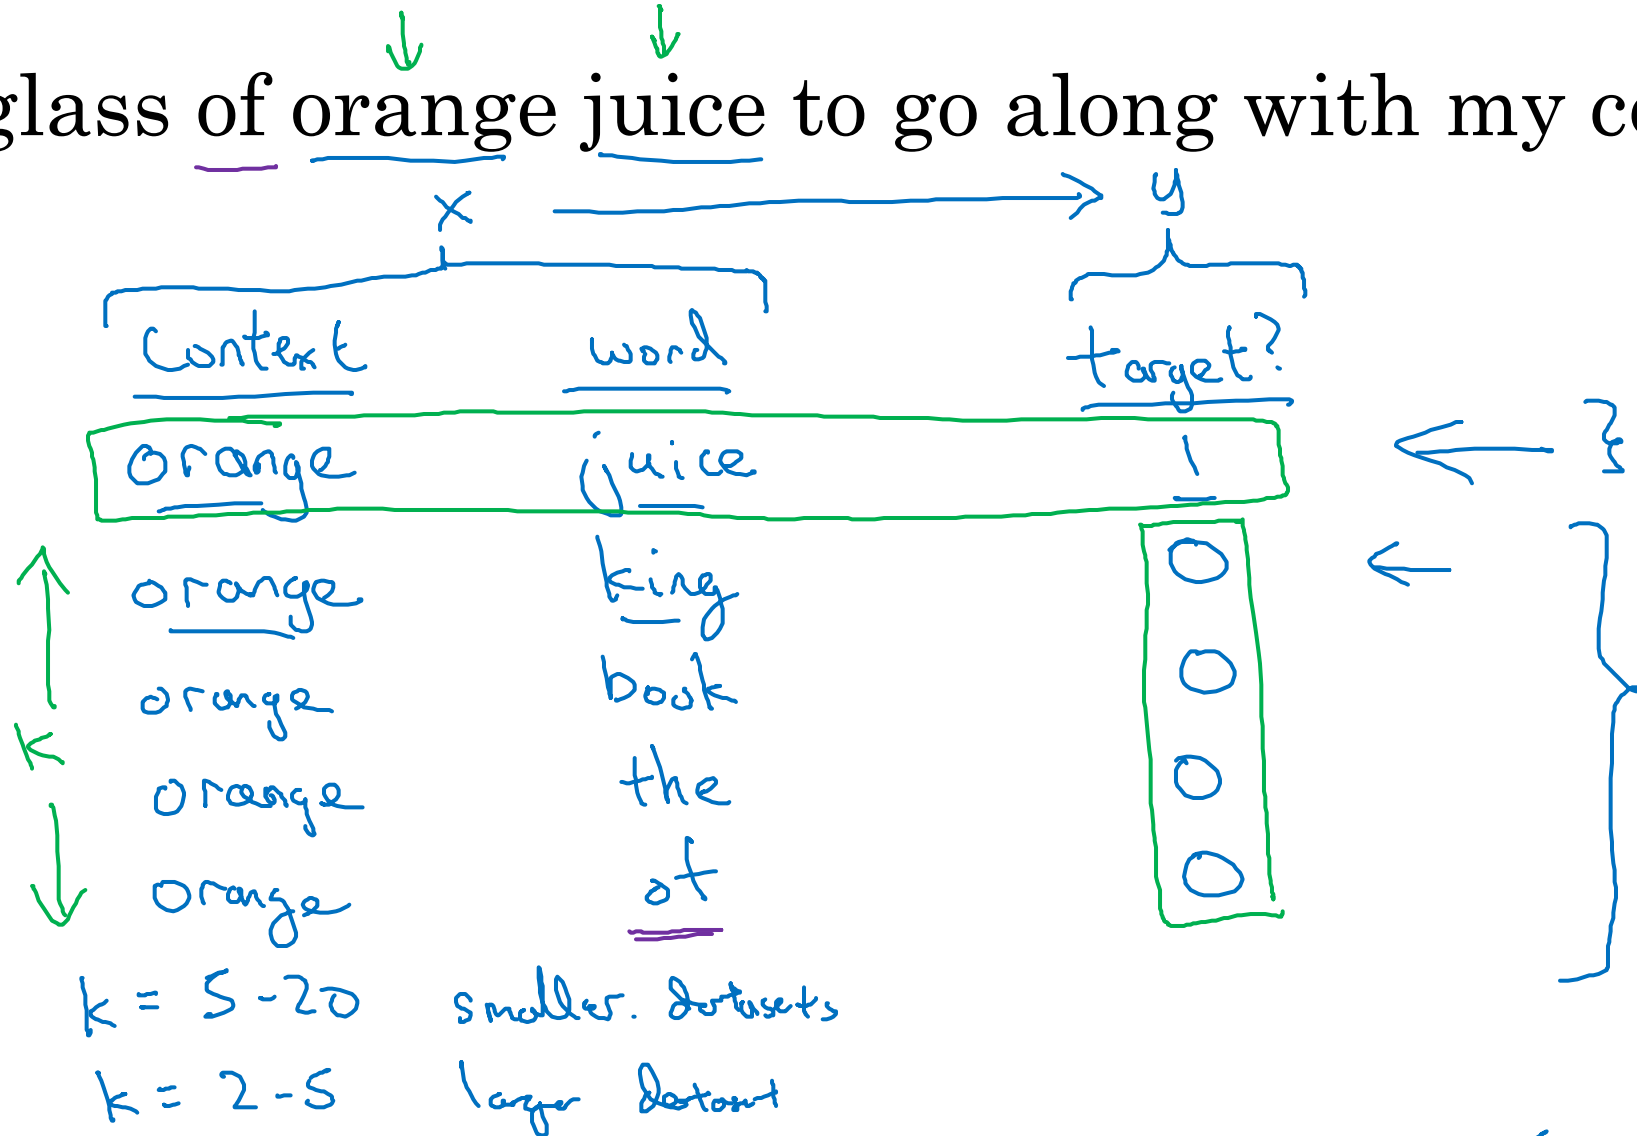 glass of orange juice to go along with my co
x y
Context word target?
orange juice 1
orange king 0
orange book 0
k
orange the 0
orange of 0
k = 5-20 smaller. datasets
k = 2-5 larger dataset